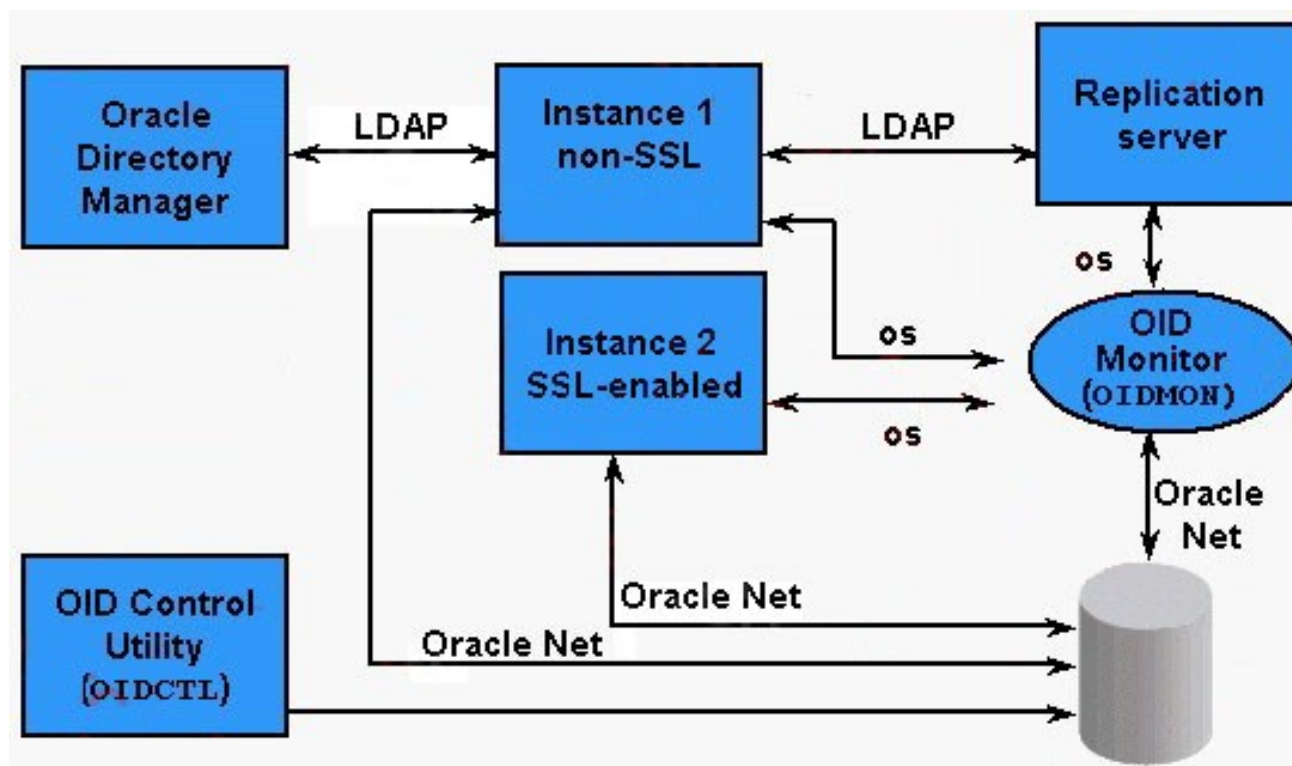 Oracle
Directory
Manager
LDAP
Instance 1
non-SSL
LDAP
Replication
server
os
Instance 2
SSL-enabled
os
os
OID
Monitor
(OIDMON)
Oracle
Net
OID Control
Utility
(OIDCTL)
Oracle Net
Oracle Net